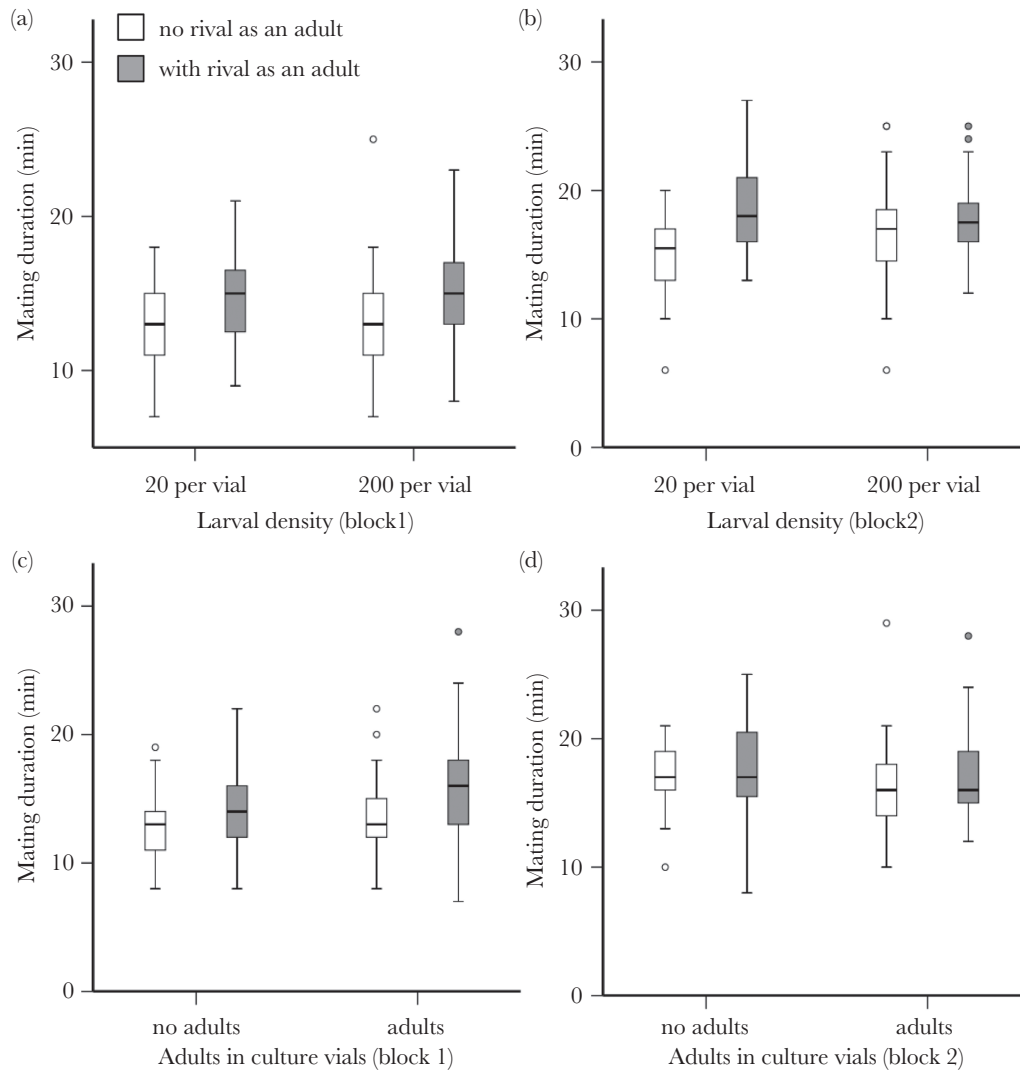 (a)
no rival as an adult
with rival as an adult
30
20
10
Mating duration (min)
20 per vial 200 per vial
Larval density (block1)
(b)
30
20
10
0
Mating duration (min)
20 per vial 200 per vial
Larval density (block2)
(c)
30
20
10
0
Mating duration (min)
no adults adults
Adults in culture vials (block 1)
(d)
30
20
10
0
Mating duration (min)
no adults adults
Adults in culture vials (block 2)